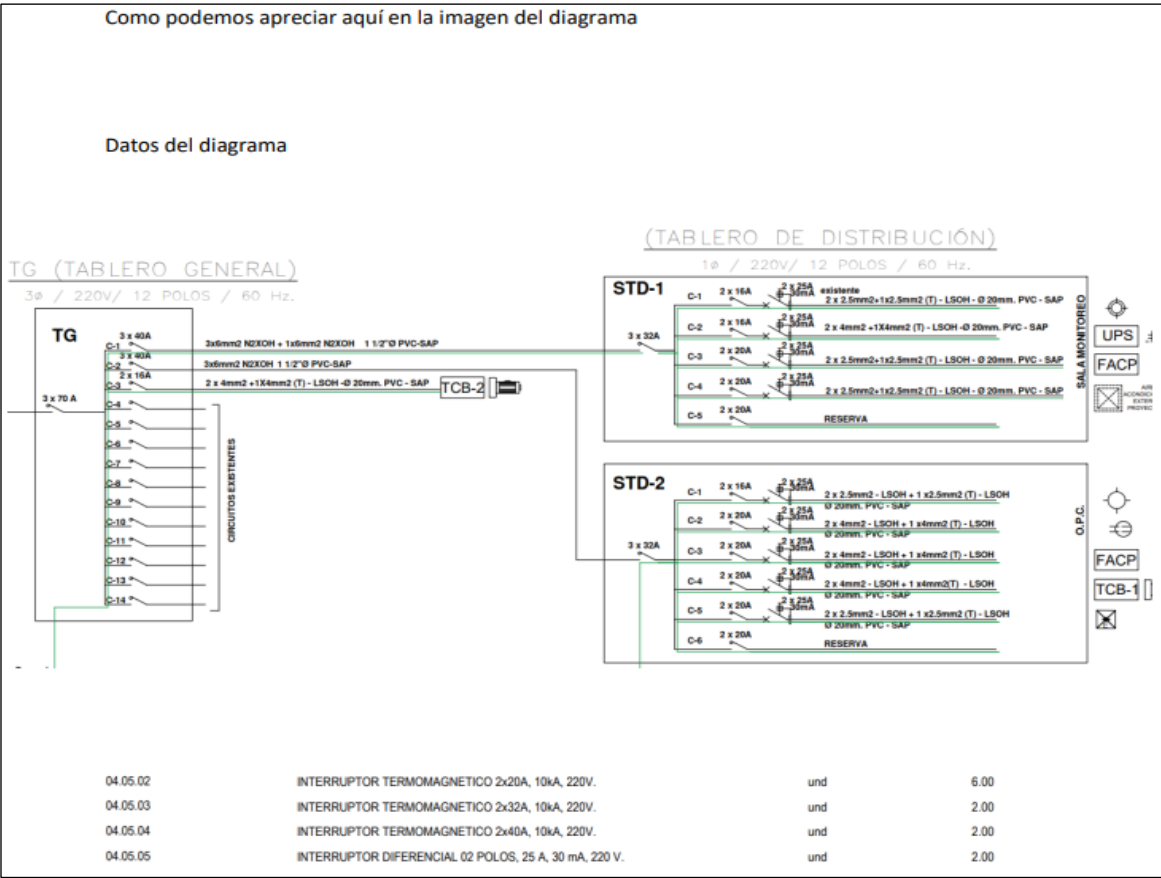 Como podemos apreciar aquí en la imagen del diagrama
Datos del diagrama
TG (TABLERO GENERAL)
3ø / 220V/ 12 POLOS / 60 Hz.
TG
3 x 70 A
C-1 3 x 40A 3x6mm2 N2XOH + 1x6mm2 N2XOH 1 1/2"Ø PVC-SAP
C-2 3 x 40A 3x6mm2 N2XOH 1 1/2"Ø PVC-SAP
C-3 2 x 16A 2 x 4mm2 +1X4mm2 (T) - LSOH -Ø 20mm. PVC - SAP
TCB-2
C-4
C-5
C-6
C-7
C-8
C-9
C-10
C-11
C-12
C-13
C-14
CIRCUITOS EXISTENTES
(TABLERO DE DISTRIBUCIÓN)
1ø / 220V/ 12 POLOS / 60 Hz.
STD-1
3 x 32A
C-1 2 x 16A 2 x 25A 30mA existente
2 x 2.5mm2+1x2.5mm2 (T) - LSOH - Ø 20mm. PVC - SAP
C-2 2 x 16A 2 x 25A 30mA 2 x 4mm2 +1X4mm2 (T) - LSOH -Ø 20mm. PVC - SAP
C-3 2 x 20A 2 x 25A 30mA 2 x 2.5mm2+1x2.5mm2 (T) - LSOH - Ø 20mm. PVC - SAP
C-4 2 x 20A 2 x 25A 30mA 2 x 2.5mm2+1x2.5mm2 (T) - LSOH - Ø 20mm. PVC - SAP
C-5 2 x 20A RESERVA
SALA MONITOREO
UPS
FACP
STD-2
3 x 32A
C-1 2 x 16A 2 x 25A 30mA 2 x 2.5mm2 - LSOH + 1 x2.5mm2 (T) - LSOH
Ø 20mm. PVC - SAP
C-2 2 x 20A 2 x 25A 30mA 2 x 4mm2 - LSOH + 1 x4mm2 (T) - LSOH
Ø 20mm. PVC - SAP
C-3 2 x 20A 2 x 25A 30mA 2 x 4mm2 - LSOH + 1 x4mm2 (T) - LSOH
Ø 20mm. PVC - SAP
C-4 2 x 20A 2 x 25A 30mA 2 x 4mm2 - LSOH + 1 x4mm2(T) - LSOH
Ø 20mm. PVC - SAP
C-5 2 x 20A 2 x 25A 30mA 2 x 2.5mm2 - LSOH + 1 x2.5mm2 (T) - LSOH
Ø 20mm. PVC - SAP
C-6 2 x 20A RESERVA
O.P.C.
FACP
TCB-1
04.05.02 INTERRUPTOR TERMOMAGNETICO 2x20A, 10kA, 220V. und 6.00
04.05.03 INTERRUPTOR TERMOMAGNETICO 2x32A, 10kA, 220V. und 2.00
04.05.04 INTERRUPTOR TERMOMAGNETICO 2x40A, 10kA, 220V. und 2.00
04.05.05 INTERRUPTOR DIFERENCIAL 02 POLOS, 25 A, 30 mA, 220 V. und 2.00